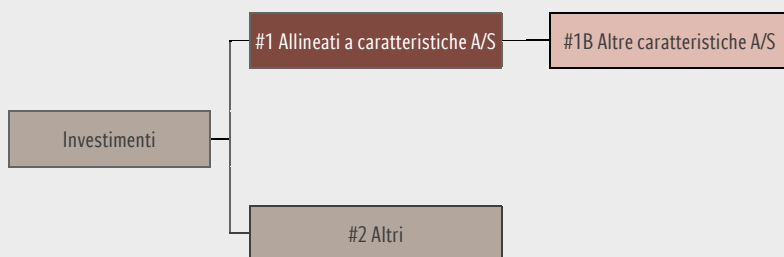 #1 Allineati a caratteristiche A/S
#1B Altre caratteristiche A/S
Investimenti
#2 Altri